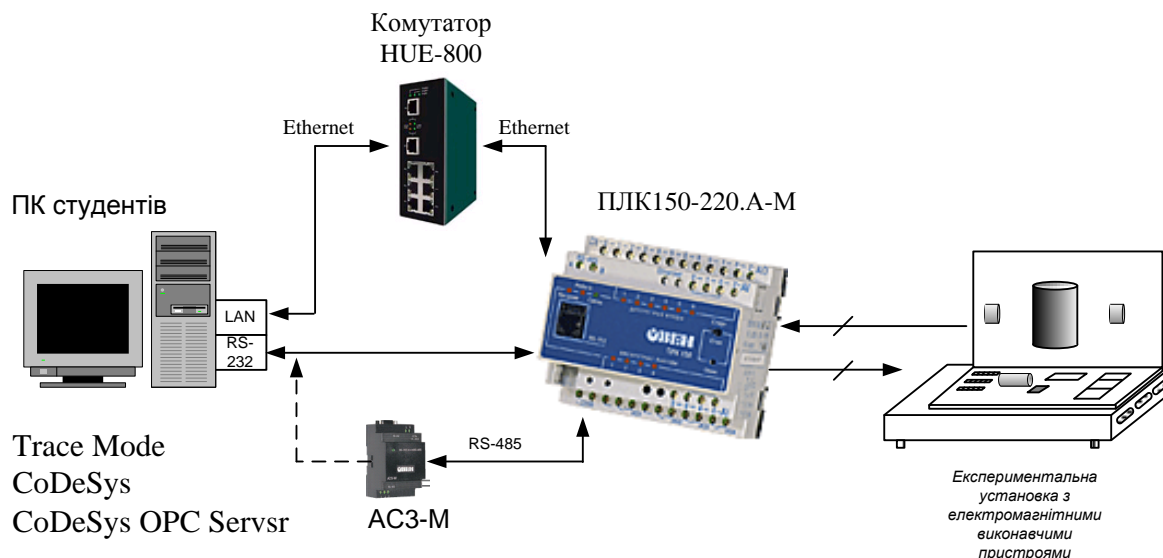 Комутатор
HUE-800
Ethernet
Ethernet
ПК студентів
ПЛК150-220.А-М
LAN
RS-
232
ОВЕН
RS-485
АС3-М
Trace Mode
CoDeSys
CoDeSys OPC Servsr
Експериментальна
установка з
електромагнітними
виконавчими
пристроями